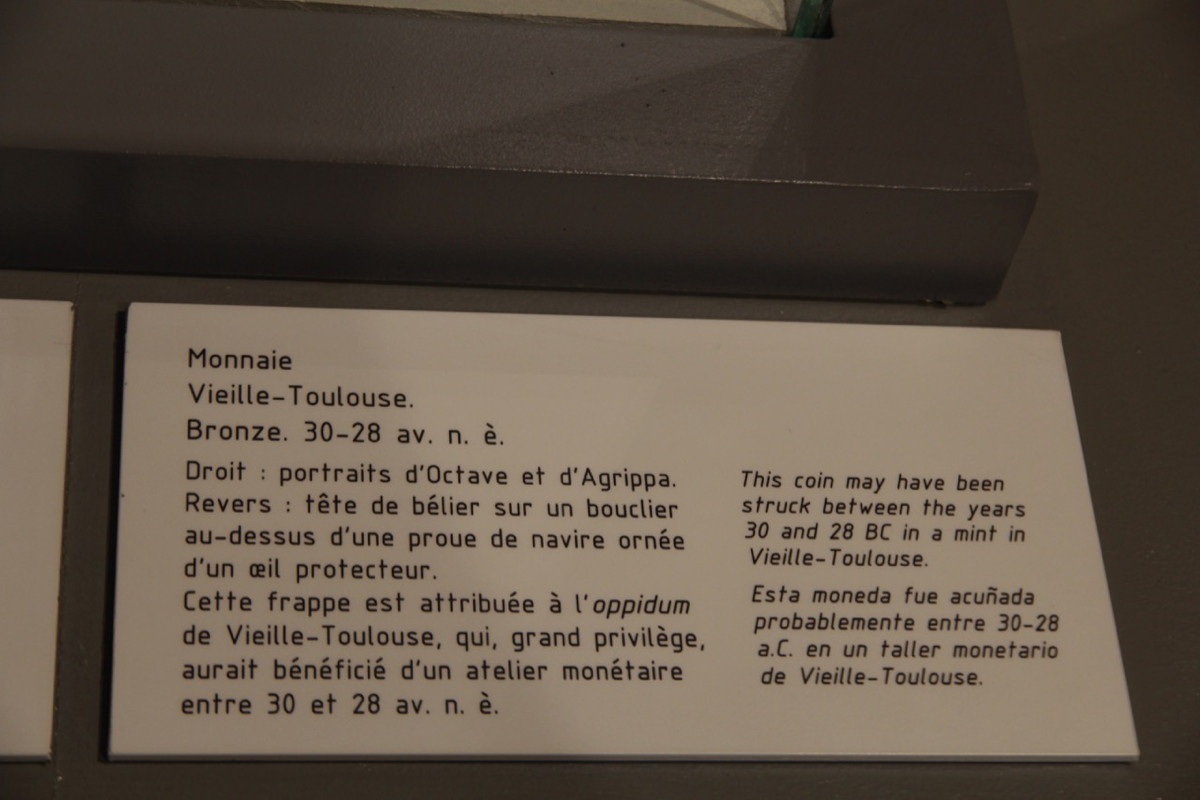 Monnaie
Vieille-Toulouse.
Bronze. 30-28 av. n. è.
Droit : portraits d'Octave et d'Agrippa.
Revers : tête de bélier sur un bouclier
au-dessus d'une proue de navire ornée
d'un œil protecteur.
Cette frappe est attribuée à l'oppidum
de Vieille-Toulouse, qui, grand privilège,
aurait bénéficié d'un atelier monétaire
entre 30 et 28 av. n. è.
This coin may have been
struck between the years
30 and 28 BC in a mint in
Vieille-Toulouse.
Esta moneda fue acuñada
probablemente entre 30-28
a.C. en un taller monetario
de Vieille-Toulouse.